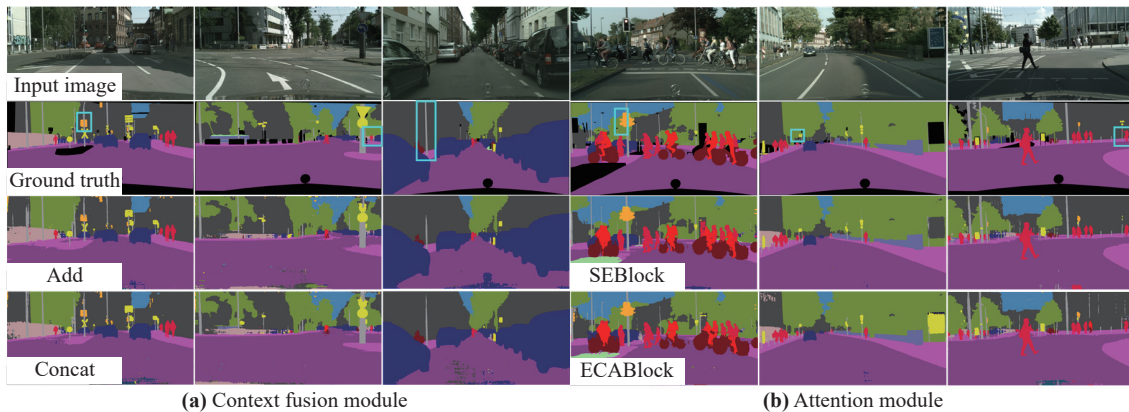 Input image
Ground truth
Add
SEBlock
Concat
ECABlock
(a) Context fusion module
(b) Attention module